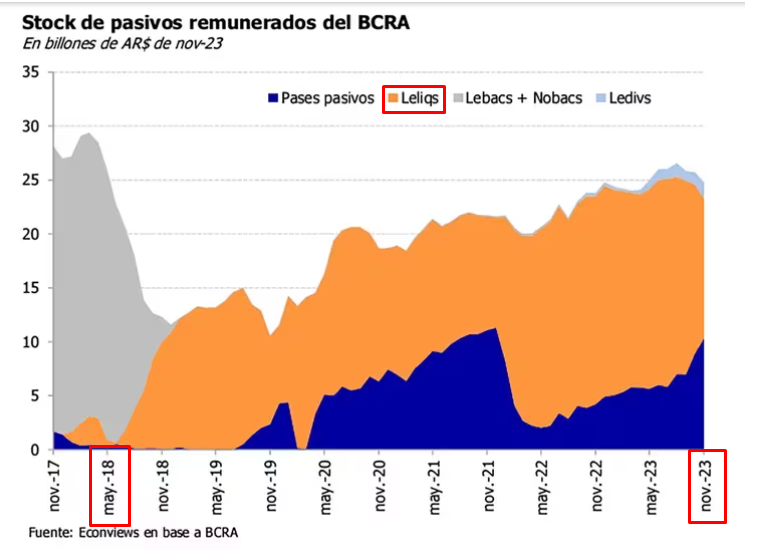 Stock de pasivos remunerados del BCRA
En billones de AR$ de nov-23
Pases pasivos Leliqs Lebacs + Nobacs Ledivs
35
30
25
20
15
10
5
0
nov.-17
may.-18
nov.-18
may.-19
nov.-19
may.-20
nov.-20
may.-21
nov.-21
may.-22
nov.-22
may.-23
nov.-23
Fuente: Econviews en base a BCRA